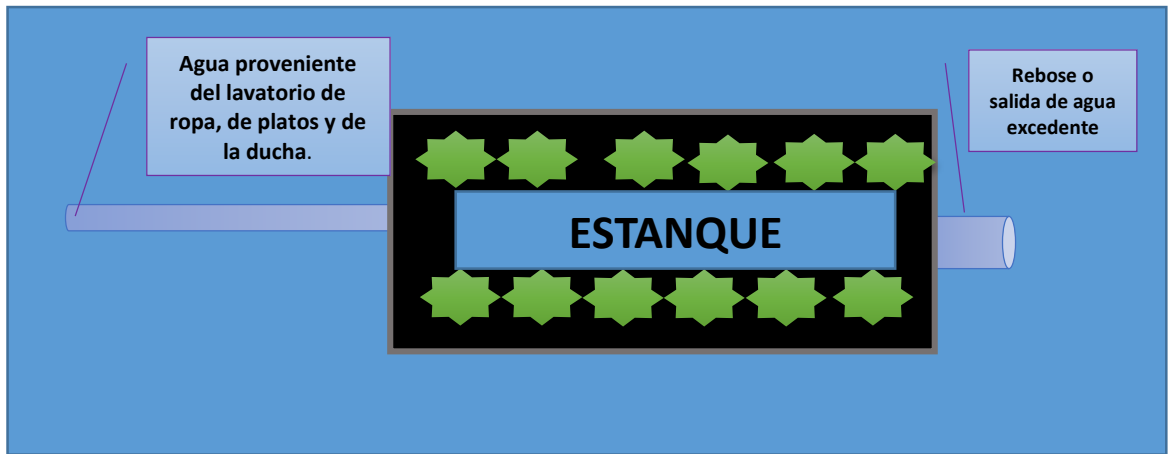 Agua proveniente
del lavatorio de
ropa, de platos y de
la ducha.
Rebose o
salida de agua
excedente
ESTANQUE